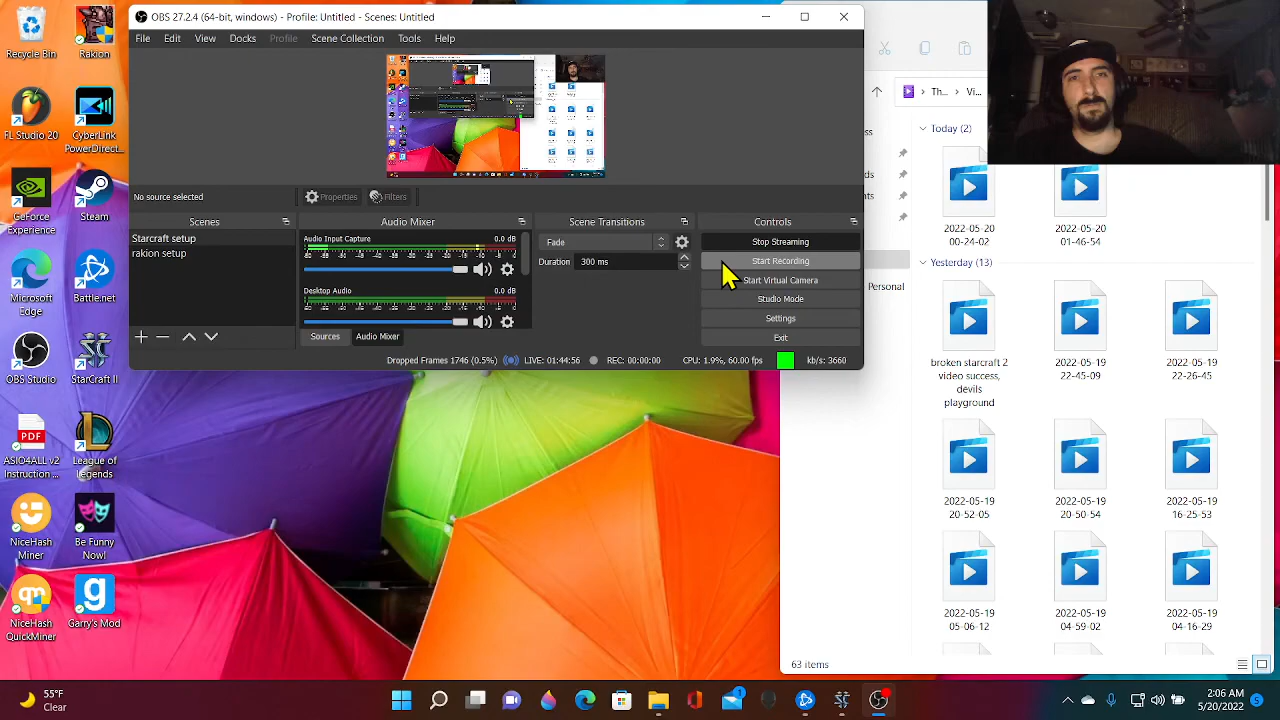 OBS 27.2.4 (64-bit, windows) - Profile: Untitled - Scenes: Untitled
File Edit View Docks Profile Scene Collection Tools Help
No source selected
Properties
Filters
Scenes
Starcraft setup
rakion setup
Audio Mixer
Audio Input Capture 0.0 dB
Desktop Audio 0.0 dB
Sources
Audio Mixer
Scene Transitions
Fade
Duration 300 ms
Controls
Stop Streaming
Start Recording
Start Virtual Camera
Studio Mode
Settings
Exit
Dropped Frames 1746 (0.5%) LIVE: 01:44:56 REC: 00:00:00 CPU: 1.9%, 60.00 fps kb/s: 3660
Recycle Bin
Rakion
FL Studio 20
CyberLink
PowerDirect...
GeForce
Experience
Steam
Battlenet
OBS Studio
StarCraft II
PDF
ASIO4ALL v2
Instruction...
League of
Legends
NiceHash
Miner
Be Funny
Now!
NiceHash
QuickMiner
Garry's Mod
Th...
Vi...
Personal
Today (2)
2022-05-20
02-04-24
2022-05-20
00-27-15
Yesterday (13)
broken starcraft
2 video success,
devils
playground
2022-05-19
22-45-09
2022-05-19
22-26-45
2022-05-19
20-52-05
2022-05-19
20-50-54
2022-05-19
16-25-53
2022-05-19
05-06-12
2022-05-19
04-59-02
2022-05-19
04-16-29
63 items
55°F
Clear
1
2:06 AM
5/20/2022
5